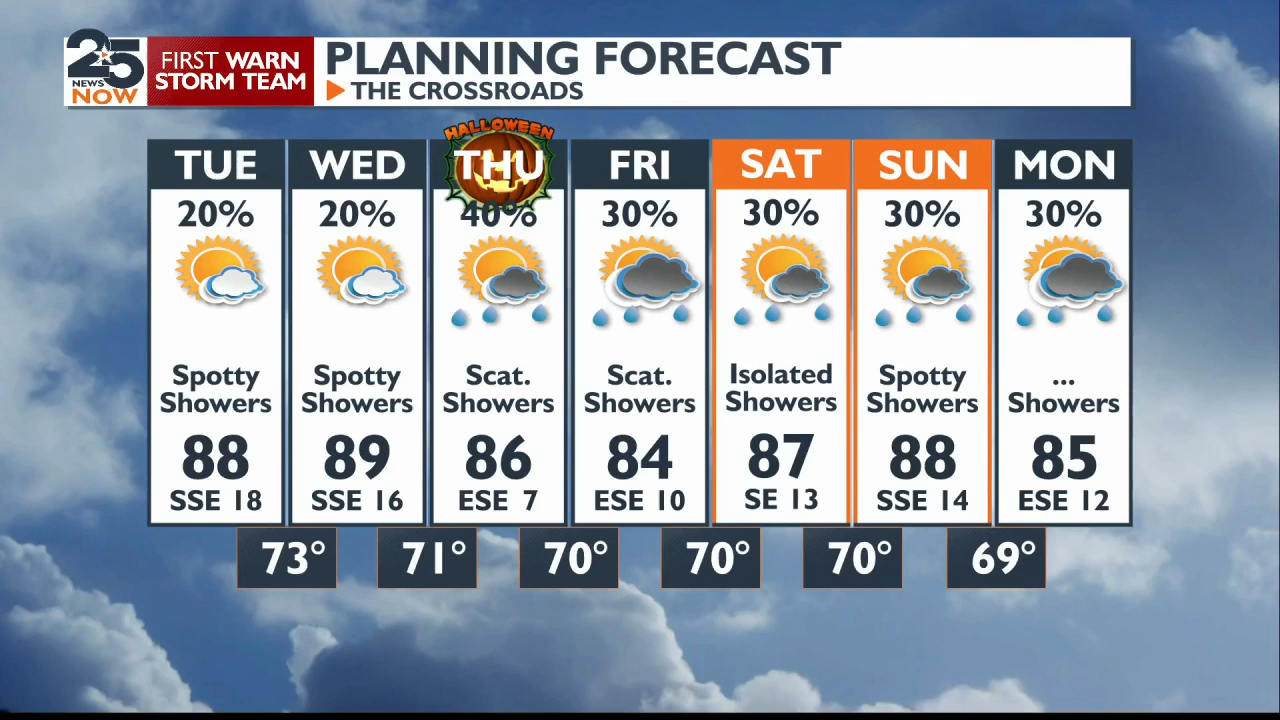 25
NEWS
NOW
FIRST WARN
STORM TEAM
PLANNING FORECAST
THE CROSSROADS
HALLOWEEN
TUE WED THU FRI SAT SUN MON
20% 20% 40% 30% 30% 30% 30%
Spotty Spotty Scat. Scat. Isolated Spotty ...
Showers Showers Showers Showers Showers Showers Showers
88 89 86 84 87 88 85
SSE 18 SSE 16 ESE 7 ESE 10 SE 13 SSE 14 ESE 12
73° 71° 70° 70° 70° 69°